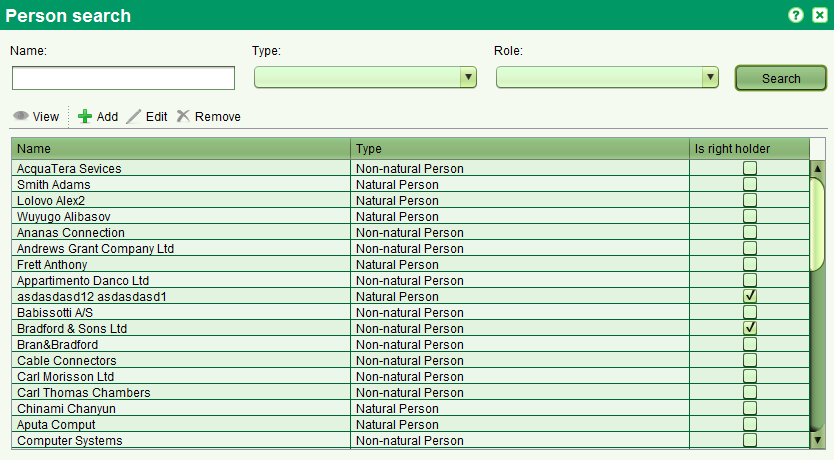 Person search ?
Name: Type: Role:
Search
View Add Edit Remove
Name Type Is right holder
AcquaTera Sevices Non-natural Person
Smith Adams Natural Person
Lolovo Alex2 Natural Person
Wuyugo Alibasov Natural Person
Ananas Connection Non-natural Person
Andrews Grant Company Ltd Non-natural Person
Frett Anthony Natural Person
Appartimento Danco Ltd Non-natural Person
asdasdasd12 asdasdasd1 Natural Person
Babissotti A/S Non-natural Person
Bradford & Sons Ltd Non-natural Person
Bran&Bradford Non-natural Person
Cable Connectors Non-natural Person
Carl Morisson Ltd Non-natural Person
Carl Thomas Chambers Non-natural Person
Chinami Chanyun Natural Person
Aputa Comput Natural Person
Computer Systems Non-natural Person